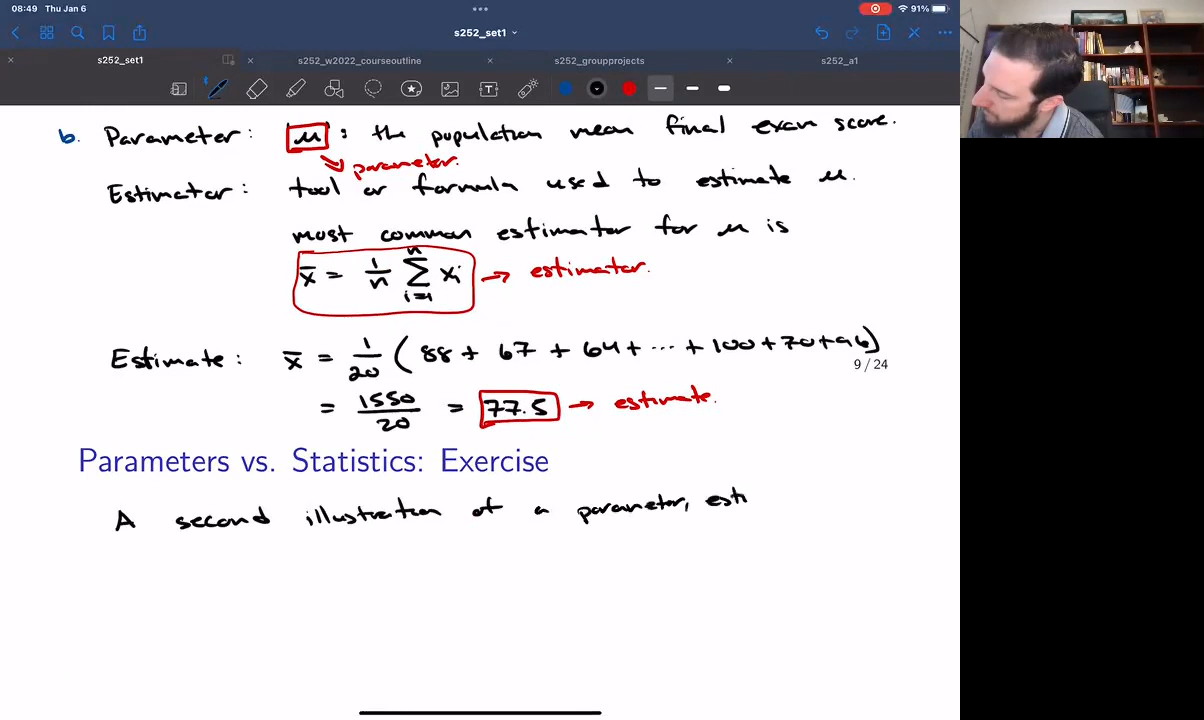 08:49 Thu Jan 6
91%
s252_set1
s252_set1
s252_w2022_courseoutline
s252_groupprojects
s252_a1
b. Parameter: μ : the population mean final exam score.
parameter.
Estimator: tool or formula used to estimate μ.
most common estimator for μ is
x̄ = 1/n Σ_{i=1}^{n} xi → estimator.
Estimate: x̄ = 1/20 (88 + 67 + 64 + ... + 100 + 70 + 96)
9 / 24
= 1550/20 = 77.5 → estimate.
Parameters vs. Statistics: Exercise
A second illustration of a parameter, esti